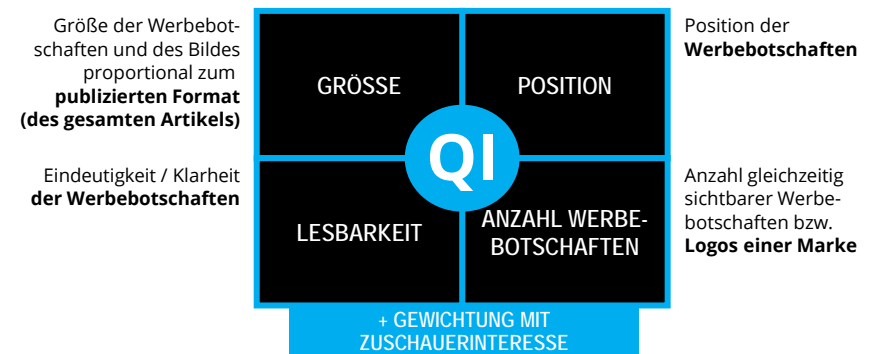 Größe der Werbebot-
schaften und des Bildes
proportional zum
publizierten Format
(des gesamten Artikels)
GRÖSSE
POSITION
Position der
Werbebotschaften
QI
Eindeutigkeit / Klarheit
der Werbebotschaften
LESBARKEIT
ANZAHL WERBE-
BOTSCHAFTEN
Anzahl gleichzeitig
sichtbarer Werbe-
botschaften bzw.
Logos einer Marke
+ GEWICHTUNG MIT
ZUSCHAUERINTERESSE